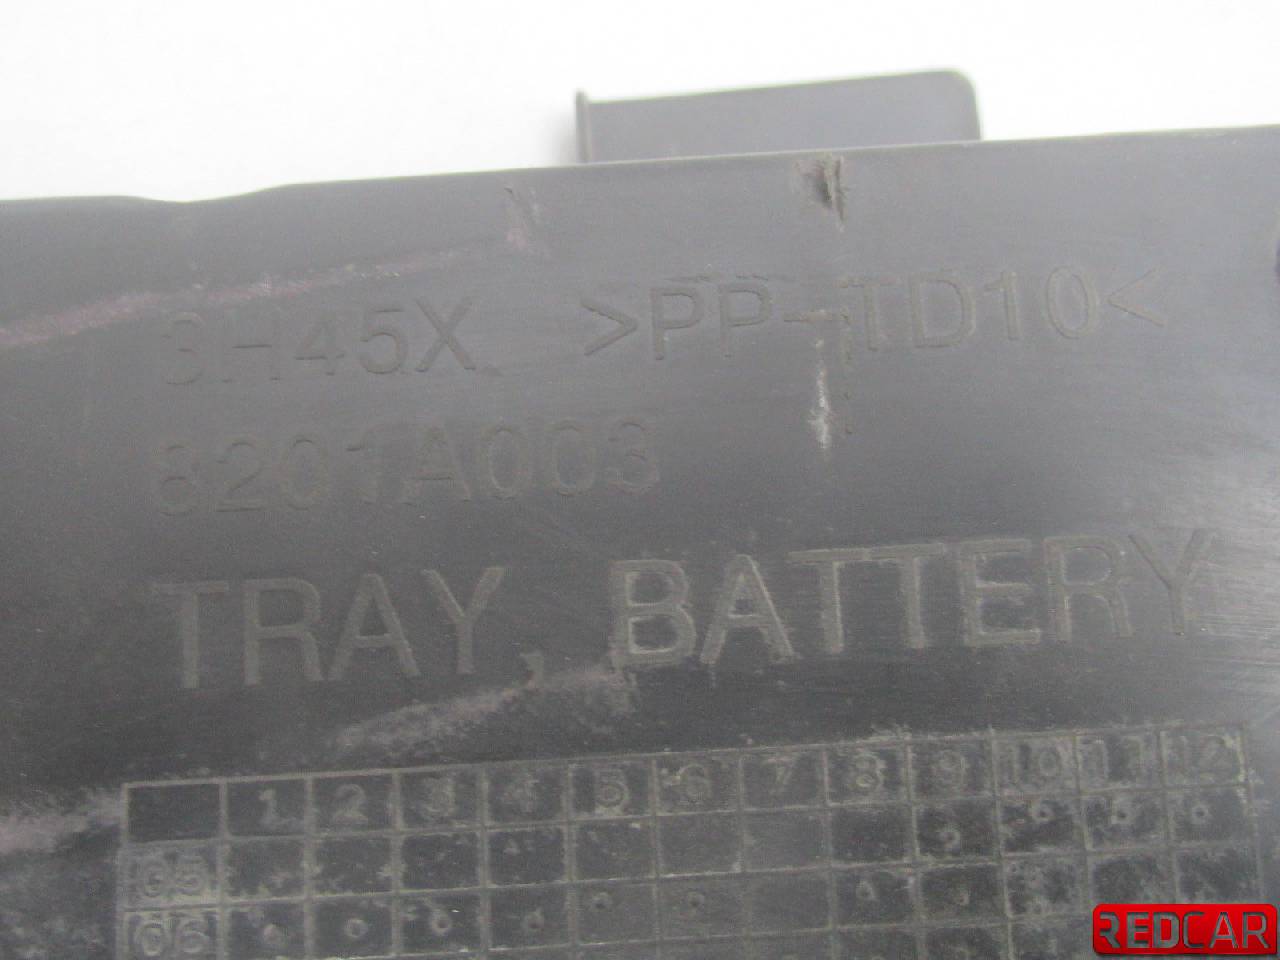 3H45X >PP-TD10<
8201A003
TRAY, BATTERY
1 2 3 4 5 6 7 8 9 10 11 12
05
06
REDCAR